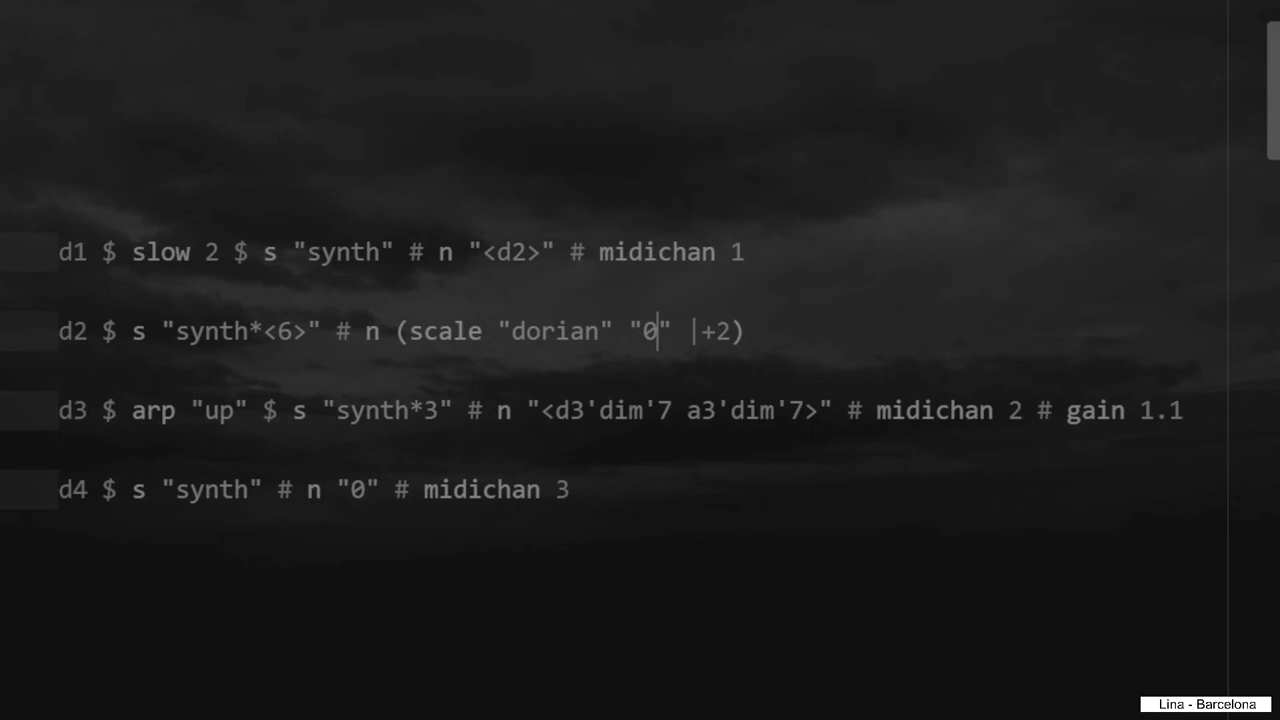 d1 $ slow 2 $ s "synth" # n "<d2>" # midichan 1
d2 $ s "synth*<6>" # n (scale "dorian" "0" |+2)
d3 $ arp "up" $ s "synth*3" # n "<d3'dim'7 a3'dim'7>" # midichan 2 # gain 1.1
d4 $ s "synth" # n "0" # midichan 3
Lina - Barcelona